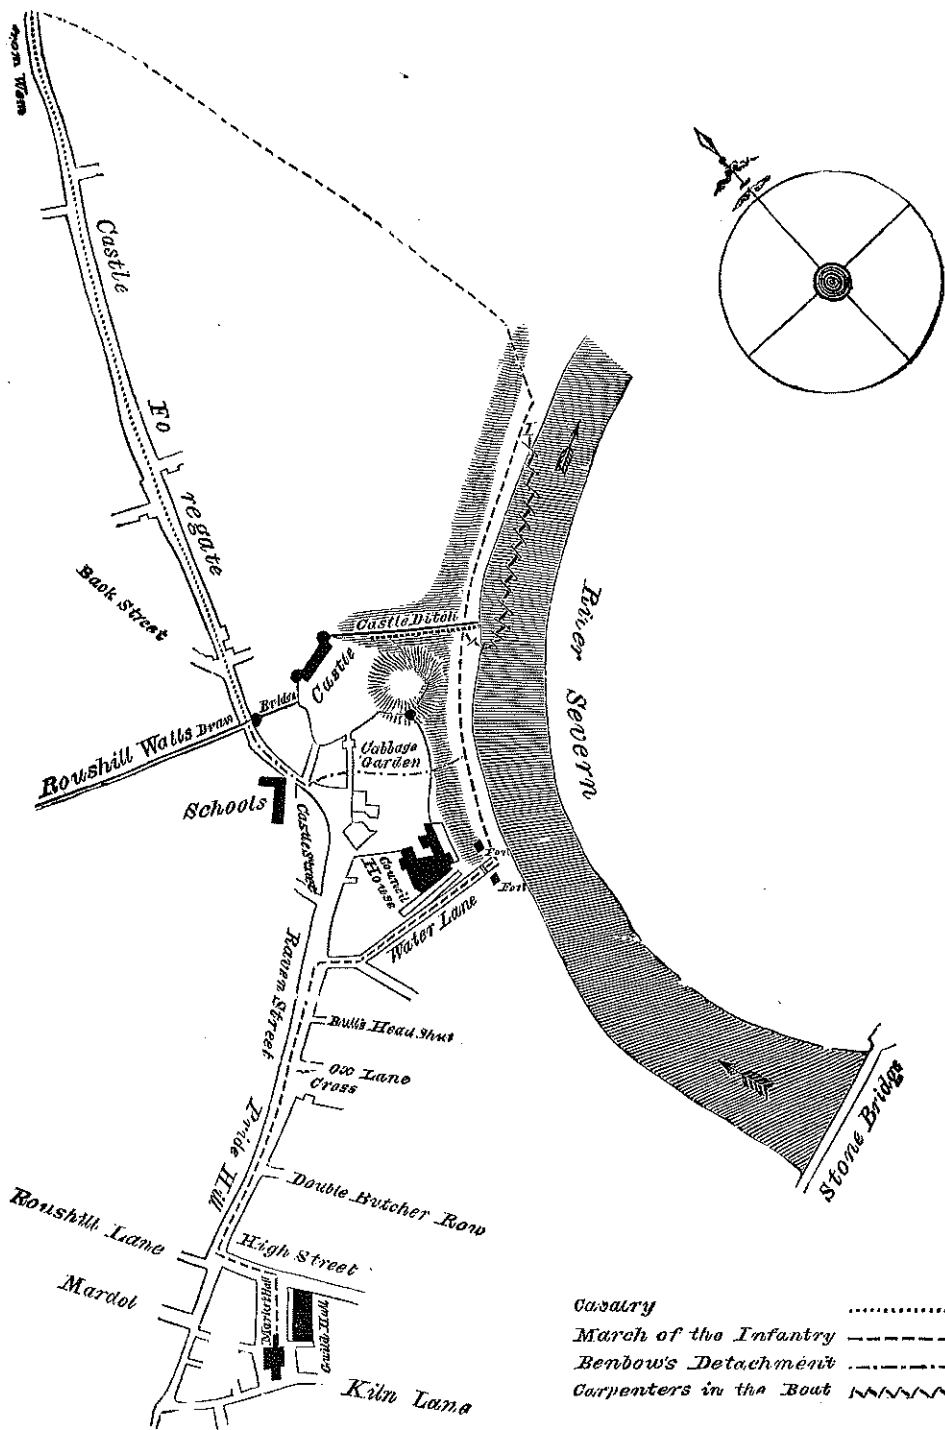 from Wem
Castle
Fo
regate
Back Street
Castle Ditch
Castle
River
Severn
Roushill Walls
Draw
Bridge
Cabbage
Garden
Schools
Castle Street
Council
House
Fort
Fort
Water Lane
Raven Street
Bull's Head Shut
Ox Lane
Cross
Pride Hill
Stone Bridge
Double Butcher Row
Roushill Lane
High Street
Mardol
Market Hall
Guild Hall
Kiln Lane
Cavalry
March of the Infantry
Benbow's Detachment
Carpenters in the Boat